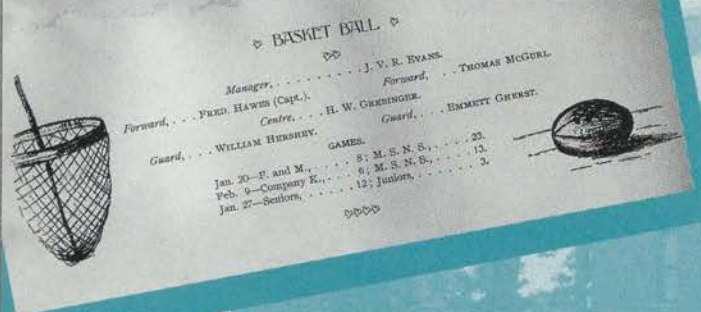 BASKET BALL
Manager, . . . . . . . . . . J. V. R. EVANS.
Forward, . . . FRED. HAWES (Capt.). Forward, . . THOMAS MCGURL.
Centre, . . . H. W. GRESINGER.
Guard, . . . WILLIAM HERSHEY. Guard, . . . EMMETT GHERST.
GAMES.
Jan. 20—F. and M., . . . . 8; M. S. N. S., . . . . . 23.
Feb. 9—Company K., . . . . 6; M. S. N. S., . . . . . 13.
Jan. 27—Seniors, . . . . . . 12; Juniors, . . . . . . . 3.